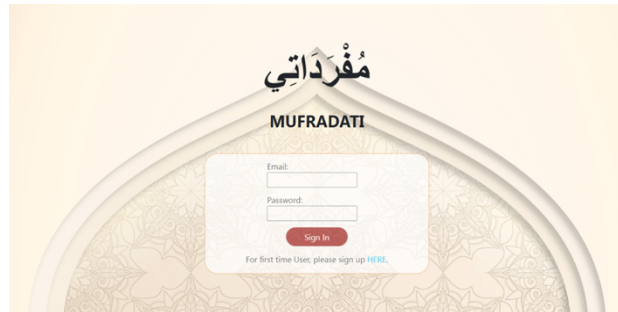 مُفْرَدَاتِي
MUFRADATI
Email:
Password:
Sign In
For first time User, please sign up HERE.